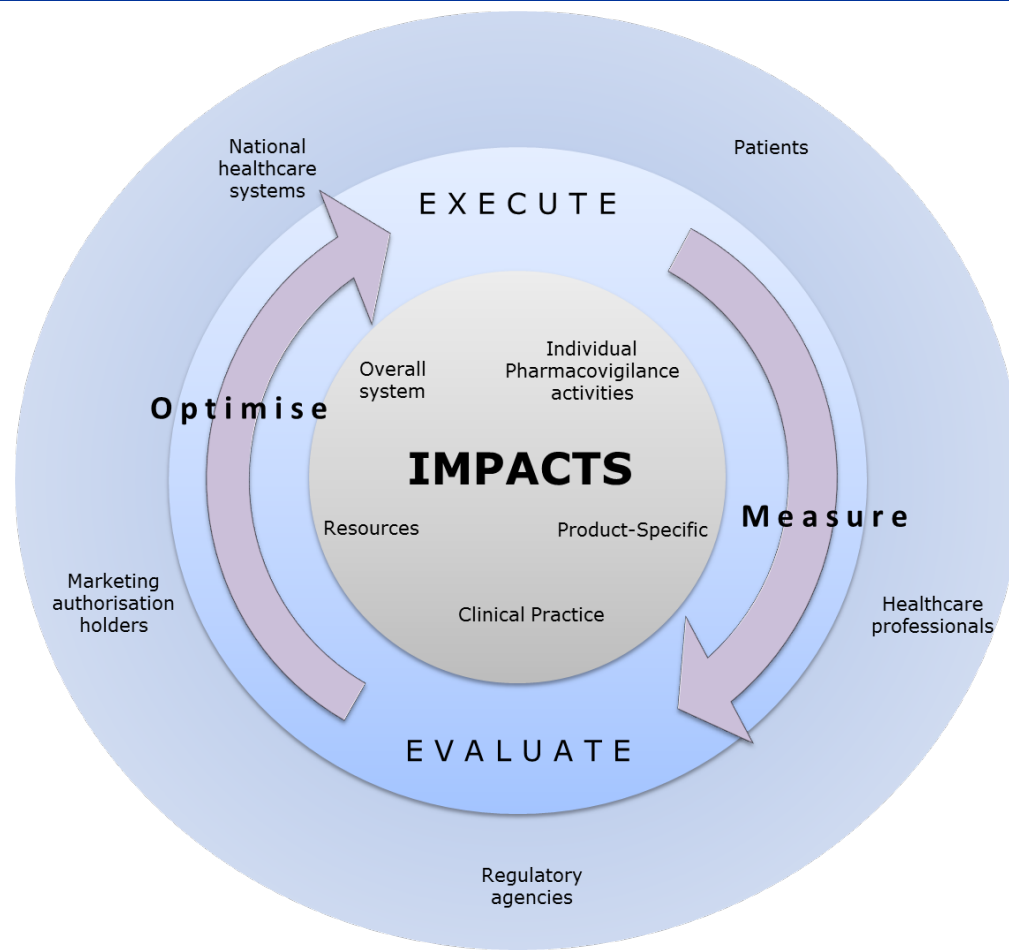 National
healthcare
systems
Patients
EXECUTE
Overall
system
Individual
Pharmacovigilance
activities
Optimise
IMPACTS
Measure
Resources
Product-Specific
Clinical Practice
Marketing
authorisation
holders
Healthcare
professionals
EVALUATE
Regulatory
agencies